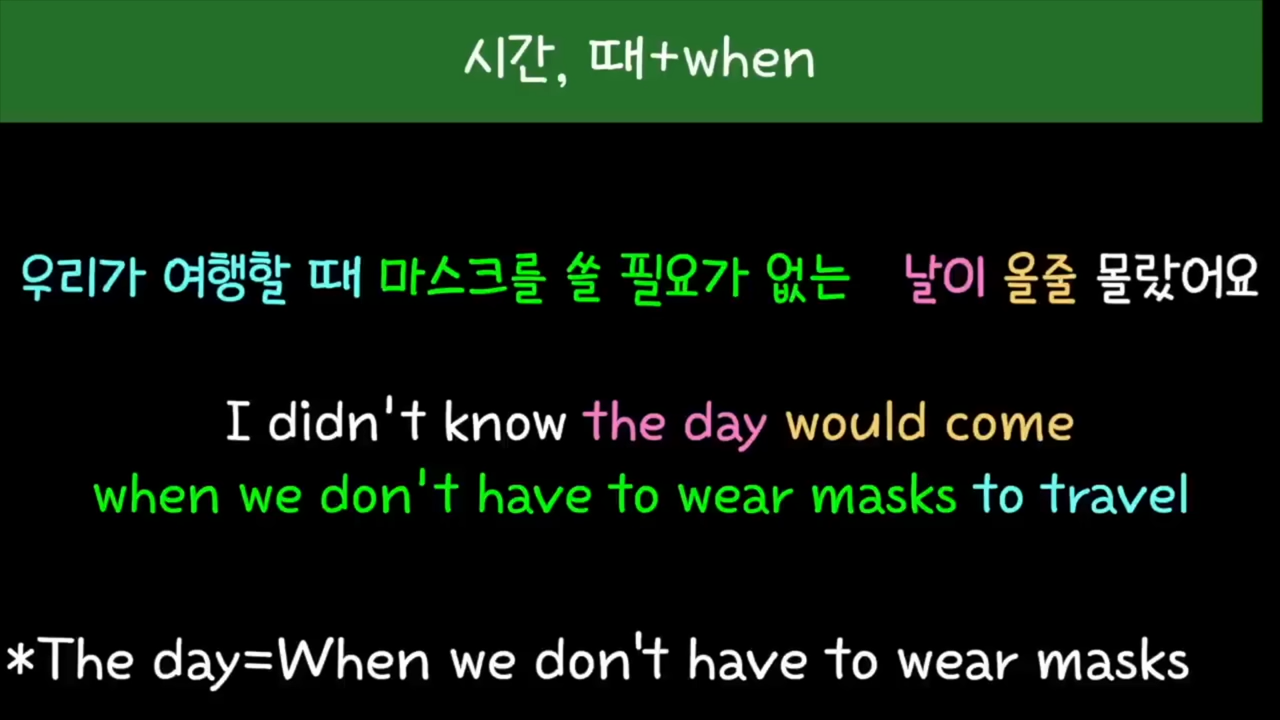 시간, 때+when
우리가 여행할 때 마스크를 쓸 필요가 없는 날이 올줄 몰랐어요
I didn't know the day would come
when we don't have to wear masks to travel
*The day=When we don't have to wear masks